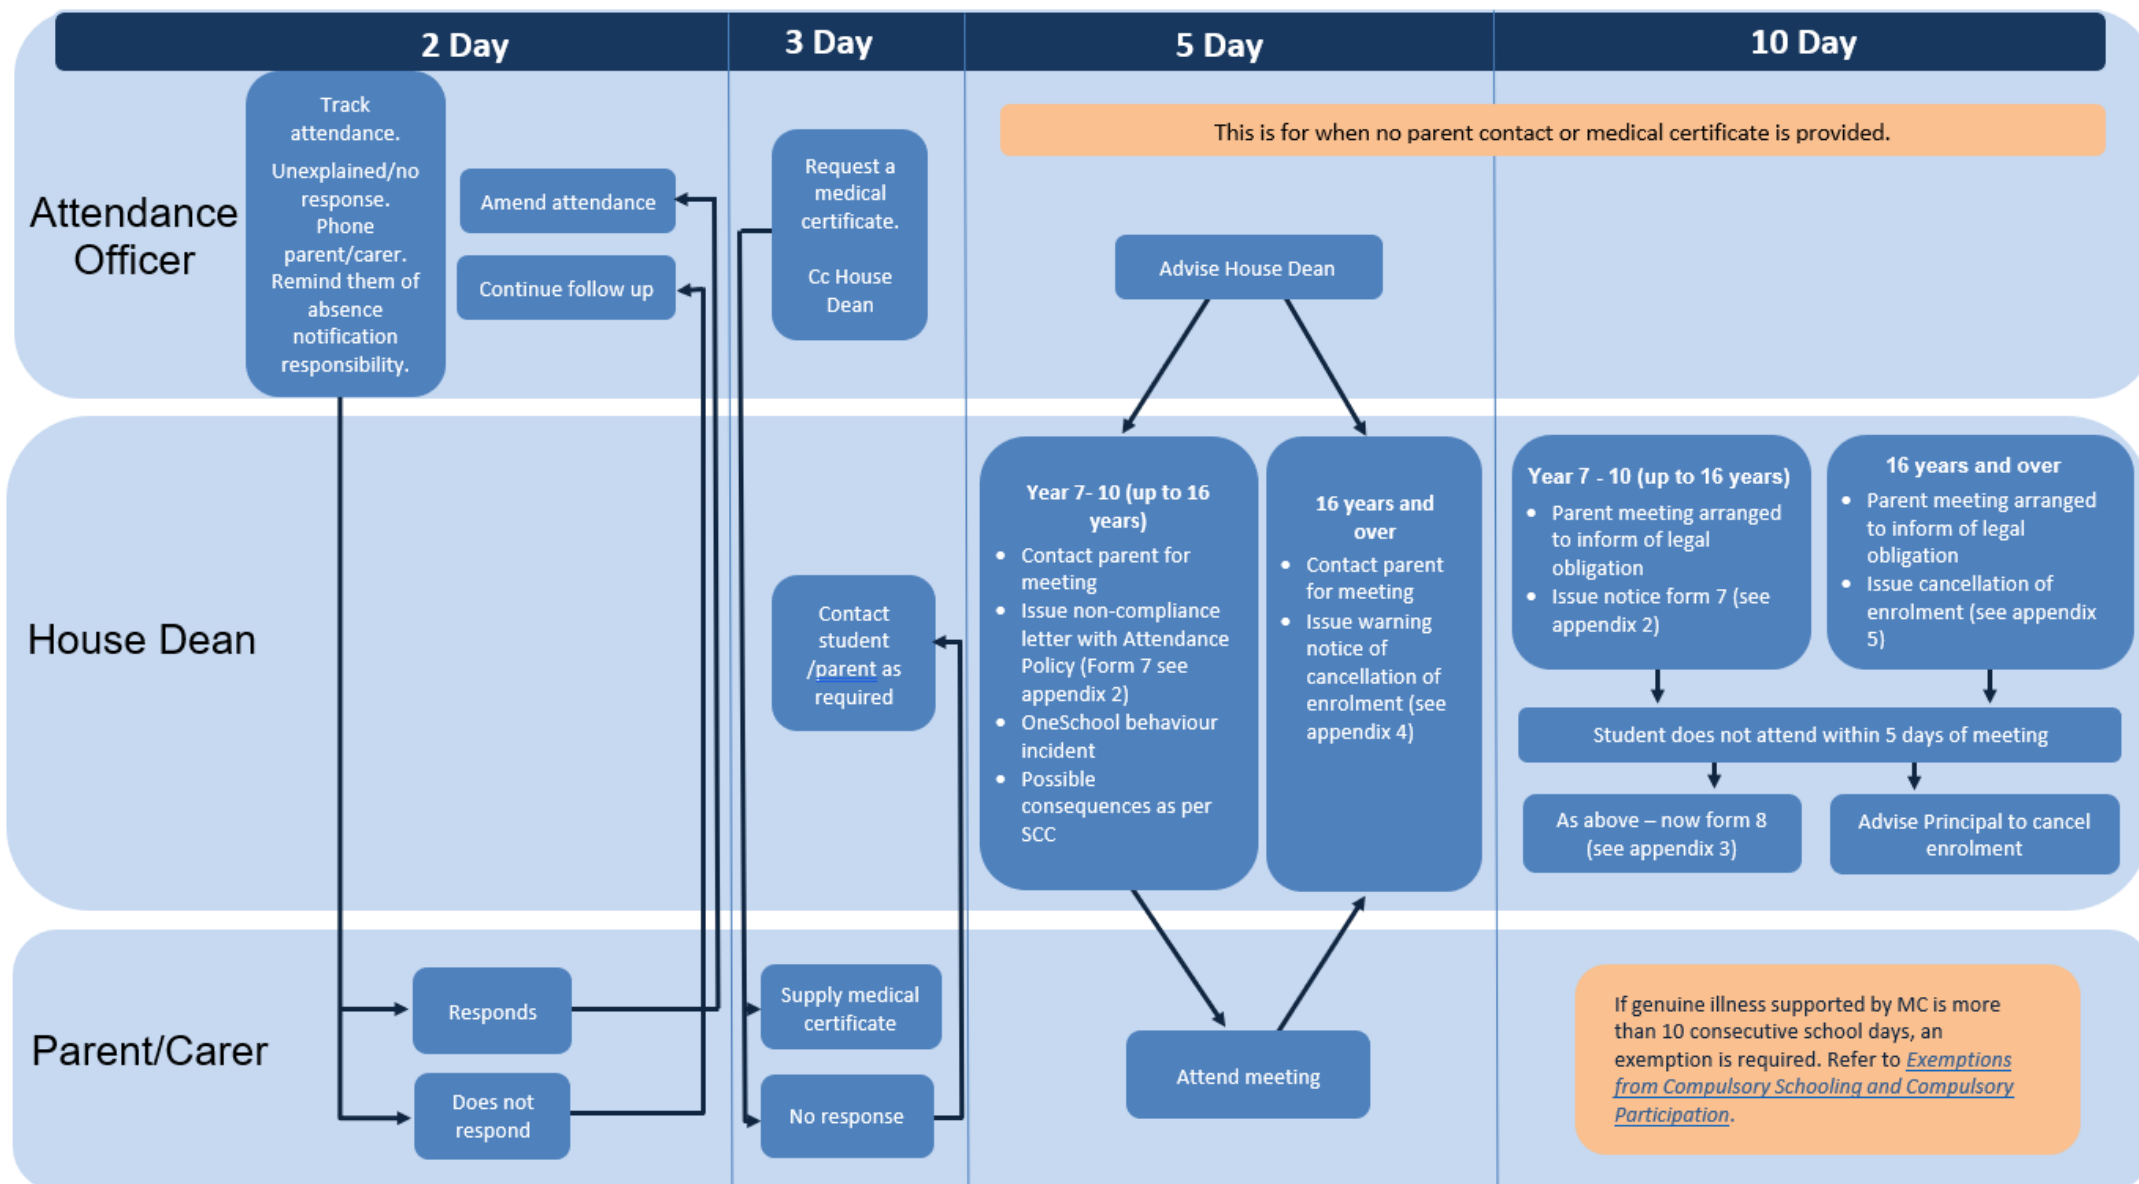 2 Day
3 Day
5 Day
10 Day
Attendance
Officer
Track
attendance.
Unexplained/no
response.
Phone
parent/carer.
Remind them of
absence
notification
responsibility.
Amend attendance
Continue follow up
Request a
medical
certificate.
Cc House
Dean
This is for when no parent contact or medical certificate is provided.
Advise House Dean
House Dean
Contact
student
/parent as
required
Year 7- 10 (up to 16
years)
• Contact parent for
meeting
• Issue non-compliance
letter with Attendance
Policy (Form 7 see
appendix 2)
• OneSchool behaviour
incident
• Possible
consequences as per
SCC
16 years and
over
• Contact parent
for meeting
• Issue warning
notice of
cancellation of
enrolment (see
appendix 4)
Year 7 - 10 (up to 16 years)
• Parent meeting arranged
to inform of legal
obligation
• Issue notice form 7 (see
appendix 2)
16 years and over
• Parent meeting arranged
to inform of legal
obligation
• Issue cancellation of
enrolment (see appendix
5)
Student does not attend within 5 days of meeting
As above – now form 8
(see appendix 3)
Advise Principal to cancel
enrolment
Parent/Carer
Responds
Does not
respond
Supply medical
certificate
No response
Attend meeting
If genuine illness supported by MC is more
than 10 consecutive school days, an
exemption is required. Refer to Exemptions
from Compulsory Schooling and Compulsory
Participation.